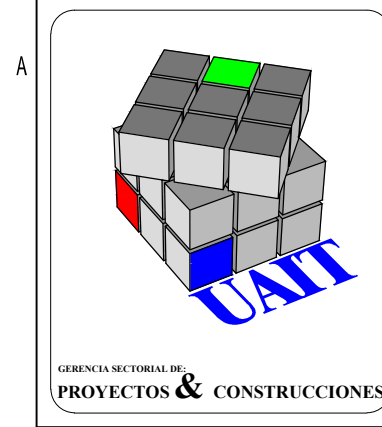 A
UAIT
GERENCIA SECTORIAL DE:
PROYECTOS & CONSTRUCCIONES